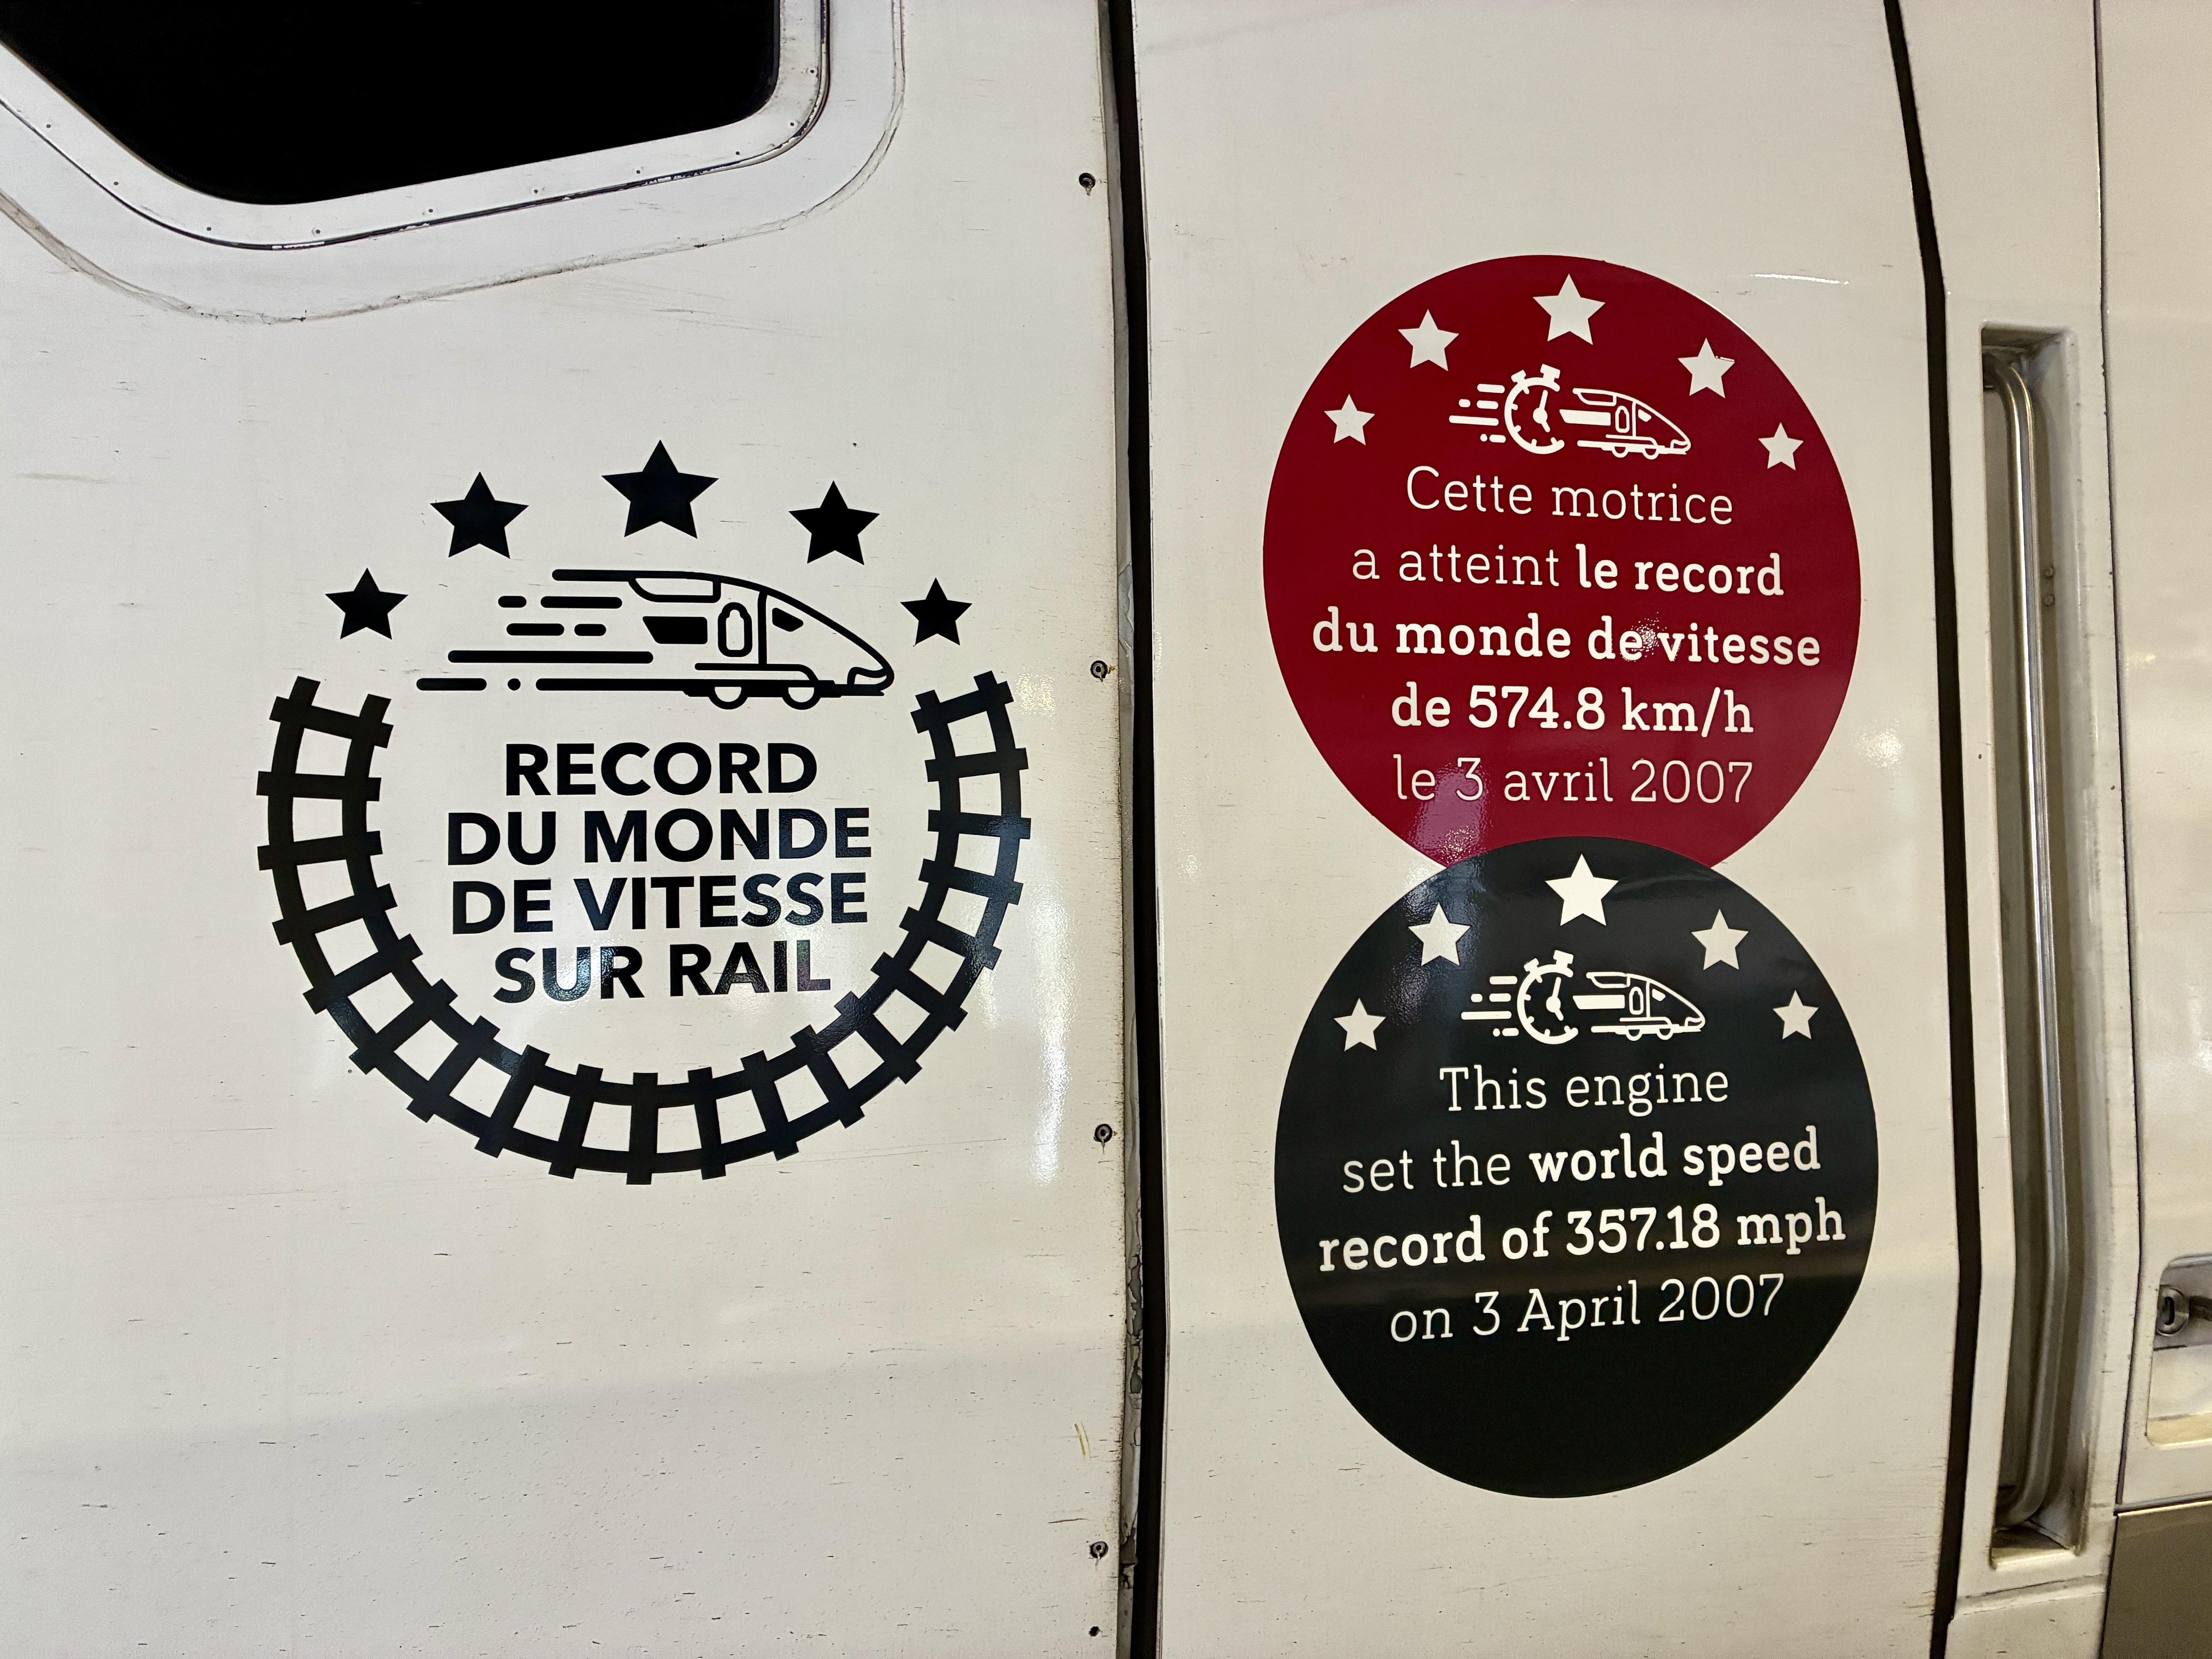 RECORD
DU MONDE
DE VITESSE
SUR RAIL
Cette motrice
a atteint le record
du monde de vitesse
de 574.8 km/h
le 3 avril 2007
This engine
set the world speed
record of 357.18 mph
on 3 April 2007